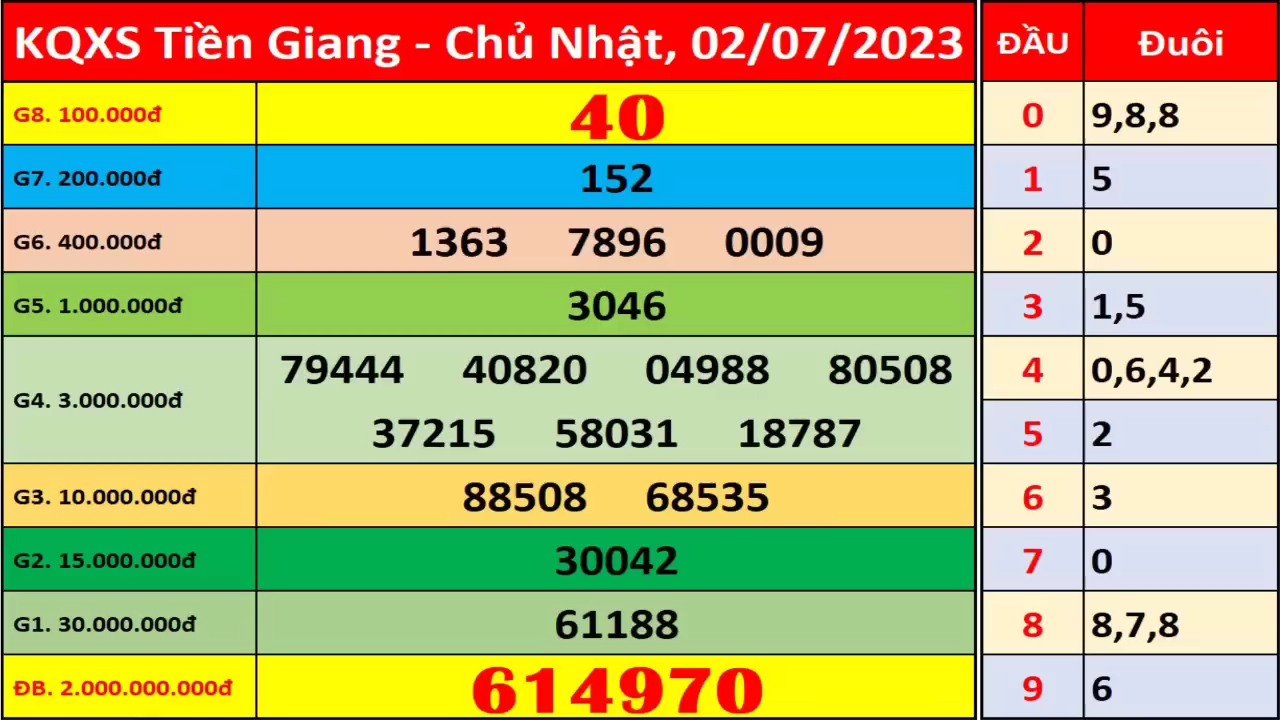 KQXS Tiền Giang - Chủ Nhật, 02/07/2023
G8. 100.000đ 40
G7. 200.000đ 152
G6. 400.000đ 1363 7896 0009
G5. 1.000.000đ 3046
G4. 3.000.000đ 79444 40820 04988 80508
37215 58031 18787
G3. 10.000.000đ 88508 68535
G2. 15.000.000đ 30042
G1. 30.000.000đ 61188
ĐB. 2.000.000.000đ 614970
ĐẦU Đuôi
0 9,8,8
1 5
2 0
3 1,5
4 0,6,4,2
5 2
6 3
7 0
8 8,7,8
9 6